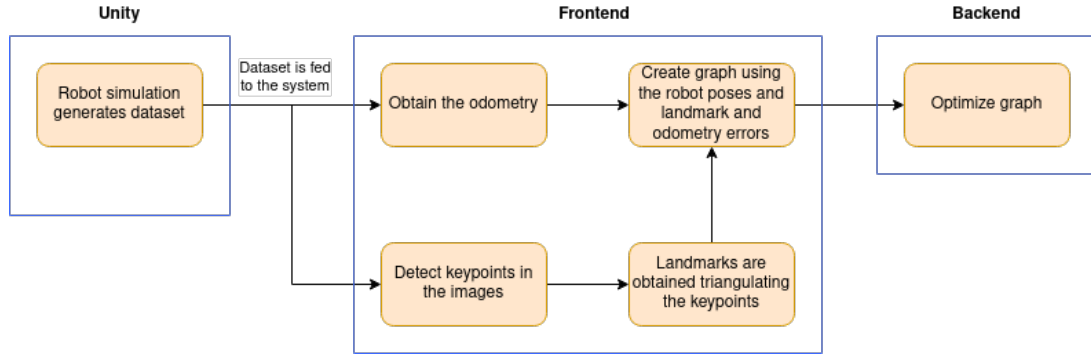 Unity
Frontend
Backend
Robot simulation
generates dataset
Dataset is fed
to the system
Obtain the odometry
Create graph using
the robot poses and
landmark and
odometry errors
Optimize graph
Detect keypoints in
the images
Landmarks are
obtained triangulating
the keypoints